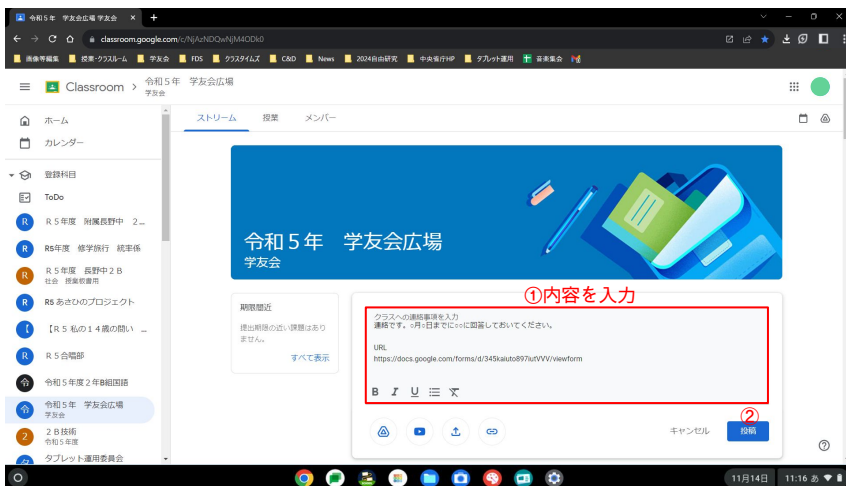 令和５年　学友会広場 学友会
classroom.google.com/c/NjAzNDQwNjM4ODk0
画像等編集
授業・クラスルーム
学友会
FDS
クラスタイムズ
C&D
News
2024自由研究
中央省庁HP
タブレット運用
音楽集会
Classroom
令和５年　学友会広場
学友会
ホーム
カレンダー
登録科目
ToDo
R
Ｒ５年度　附属長野中　２...
R
R5年度　修学旅行　統率係
R
Ｒ５年度　長野中２Ｂ
社会　授業教書用
R
R5 あさひのプロジェクト
【
【Ｒ５ 私の１４歳の問い ...
R
Ｒ５合唱部
令
令和５年度２年B組国語
令
令和５年　学友会広場
学友会
2
２Ｂ技術
令和５年度
タブレット運用委員会
ストリーム
授業
メンバー
令和５年　学友会広場
学友会
期限間近
提出期限の近い課題はあり
ません。
すべて表示
①内容を入力
クラスへの連絡事項を入力
連絡です。○月○日までに○○に回答しておいてください。
URL
https://docs.google.com/forms/d/345kaiuto897iutVVV/viewform
B I U
②
キャンセル
投稿
11月14日
11:16 あ